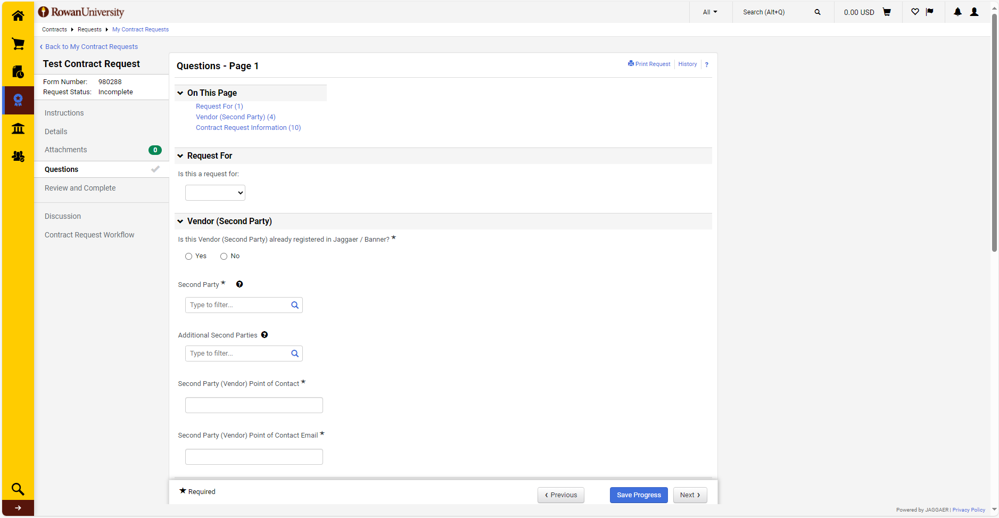 RowanUniversity
All
Search (Alt+Q)
0.00 USD
Contracts
Requests
My Contract Requests
Back to My Contract Requests
Test Contract Request
Form Number: 980288
Request Status: Incomplete
Instructions
Details
Attachments 0
Questions
Review and Complete
Discussion
Contract Request Workflow
Questions - Page 1
Print Request
History
?
On This Page
Request For (1)
Vendor (Second Party) (4)
Contract Request Information (10)
Request For
Is this a request for:
Vendor (Second Party)
Is this Vendor (Second Party) already registered in Jaggaer / Banner? ★
Yes No
Second Party ★ ?
Type to filter...
Additional Second Parties ?
Type to filter...
Second Party (Vendor) Point of Contact ★
Second Party (Vendor) Point of Contact Email ★
★ Required
‹ Previous
Save Progress
Next ›
Powered by JAGGAER | Privacy Policy